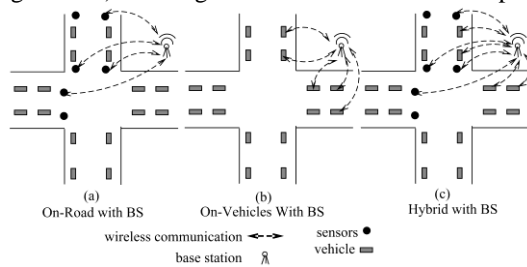 (a)
On-Road with BS
(b)
On-Vehicles With BS
(c)
Hybrid with BS
wireless communication
base station
sensors
vehicle